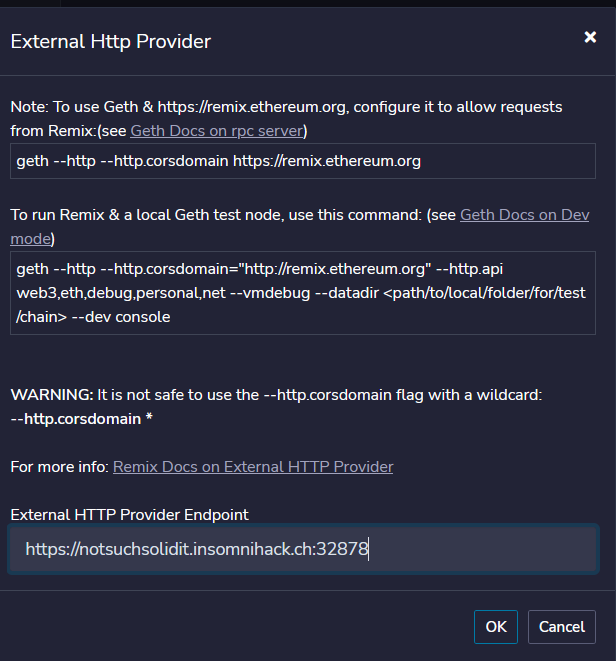 External Http Provider
Note: To use Geth & https://remix.ethereum.org, configure it to allow requests
from Remix:(see Geth Docs on rpc server)
geth --http --http.corsdomain https://remix.ethereum.org
To run Remix & a local Geth test node, use this command: (see Geth Docs on Dev
mode)
geth --http --http.corsdomain="http://remix.ethereum.org" --http.api
web3,eth,debug,personal,net --vmdebug --datadir <path/to/local/folder/for/test
/chain> --dev console
WARNING: It is not safe to use the --http.corsdomain flag with a wildcard:
--http.corsdomain *
For more info: Remix Docs on External HTTP Provider
External HTTP Provider Endpoint
https://notsuchsolidit.insomnihack.ch:32878
OK Cancel